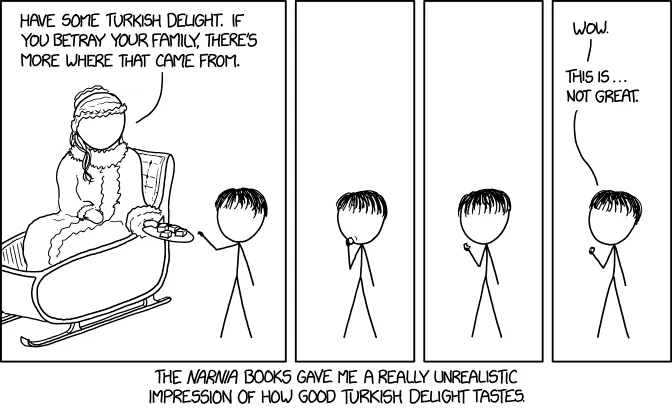 HAVE SOME TURKISH DELIGHT. IF
YOU BETRAY YOUR FAMILY, THERE'S
MORE WHERE THAT CAME FROM.
WOW.
THIS IS...
NOT GREAT.
THE NARNIA BOOKS GAVE ME A REALLY UNREALISTIC
IMPRESSION OF HOW GOOD TURKISH DELIGHT TASTES.